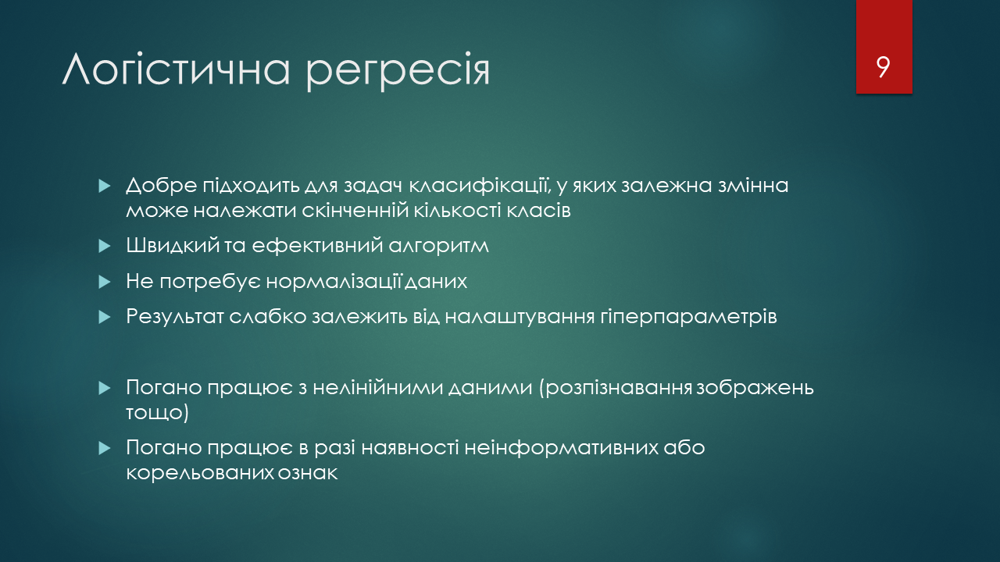 Логістична регресія
9
Добре підходить для задач класифікації, у яких залежна змінна
може належати скінченній кількості класів
Швидкий та ефективний алгоритм
Не потребує нормалізації даних
Результат слабко залежить від налаштування гіперпараметрів
Погано працює з нелінійними даними (розпізнавання зображень
тощо)
Погано працює в разі наявності неінформативних або
корельованих ознак